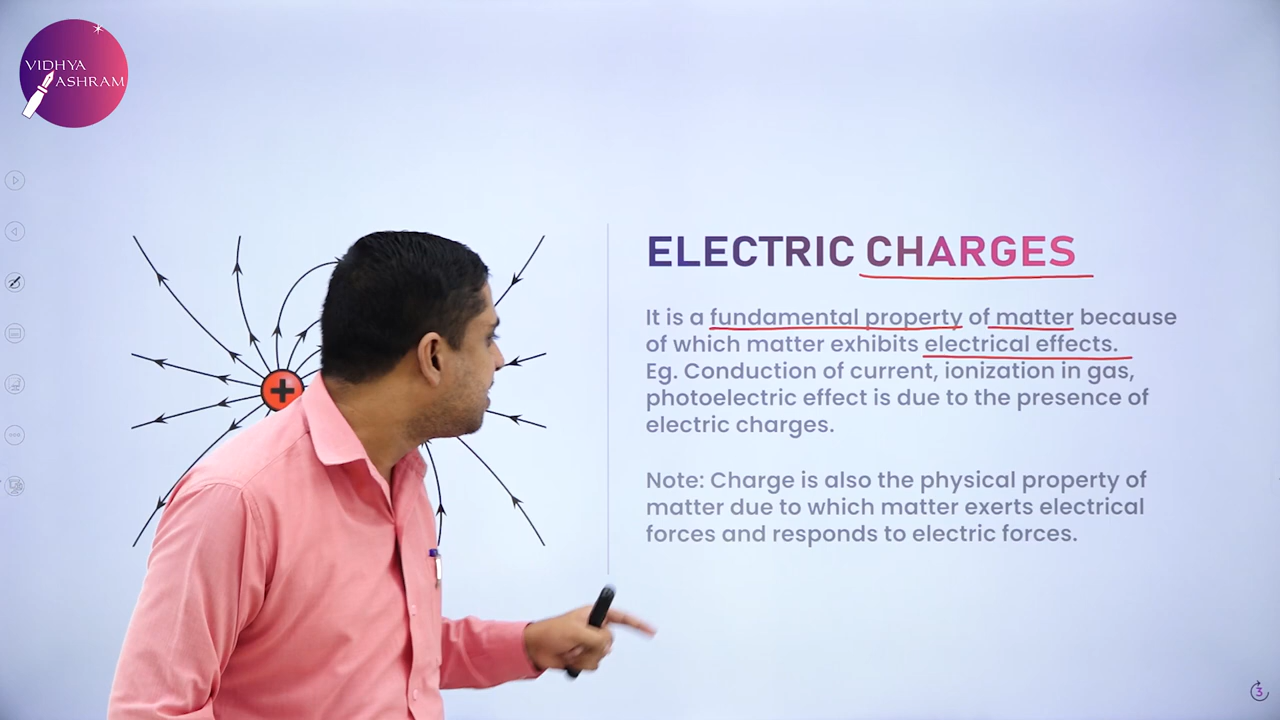 VIDHYA
ASHRAM
ELECTRIC CHARGES
It is a fundamental property of matter because
of which matter exhibits electrical effects.
Eg. Conduction of current, ionization in gas,
photoelectric effect is due to the presence of
electric charges.
Note: Charge is also the physical property of
matter due to which matter exerts electrical
forces and responds to electric forces.
+
3